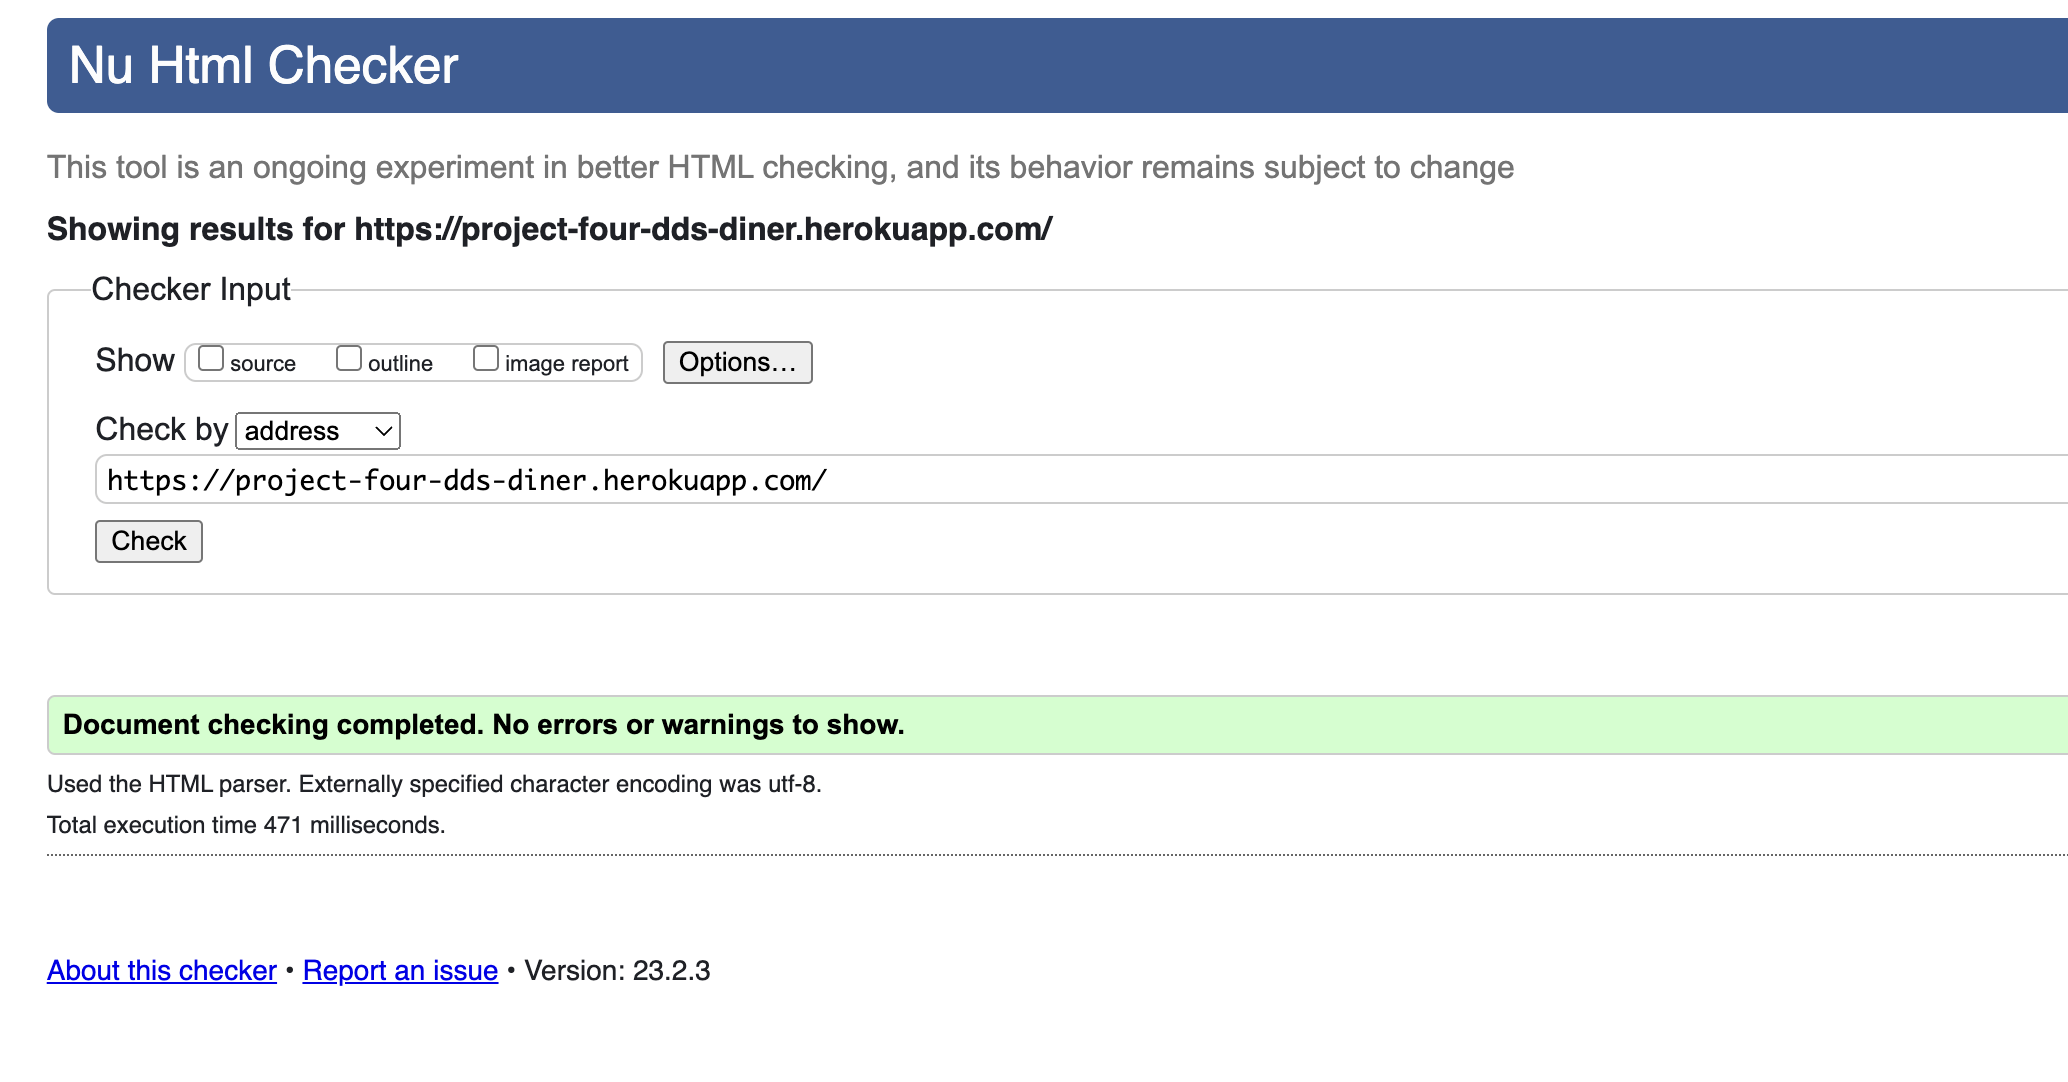 Nu Html Checker
This tool is an ongoing experiment in better HTML checking, and its behavior remains subject to change
Showing results for https://project-four-dds-diner.herokuapp.com/
Checker Input
Show source outline image report Options...
Check by address
https://project-four-dds-diner.herokuapp.com/
Check
Document checking completed. No errors or warnings to show.
Used the HTML parser. Externally specified character encoding was utf-8.
Total execution time 471 milliseconds.
About this checker • Report an issue • Version: 23.2.3